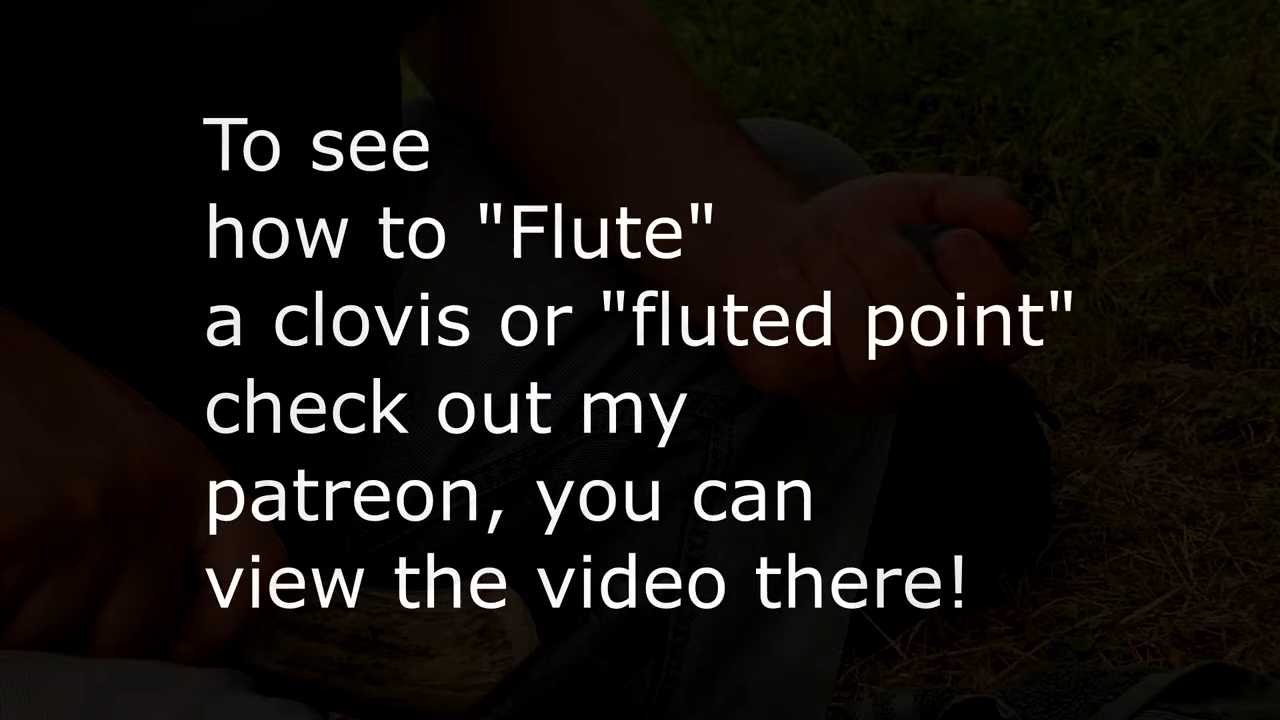 To see
how to "Flute"
a clovis or "fluted point"
check out my
patreon, you can
view the video there!